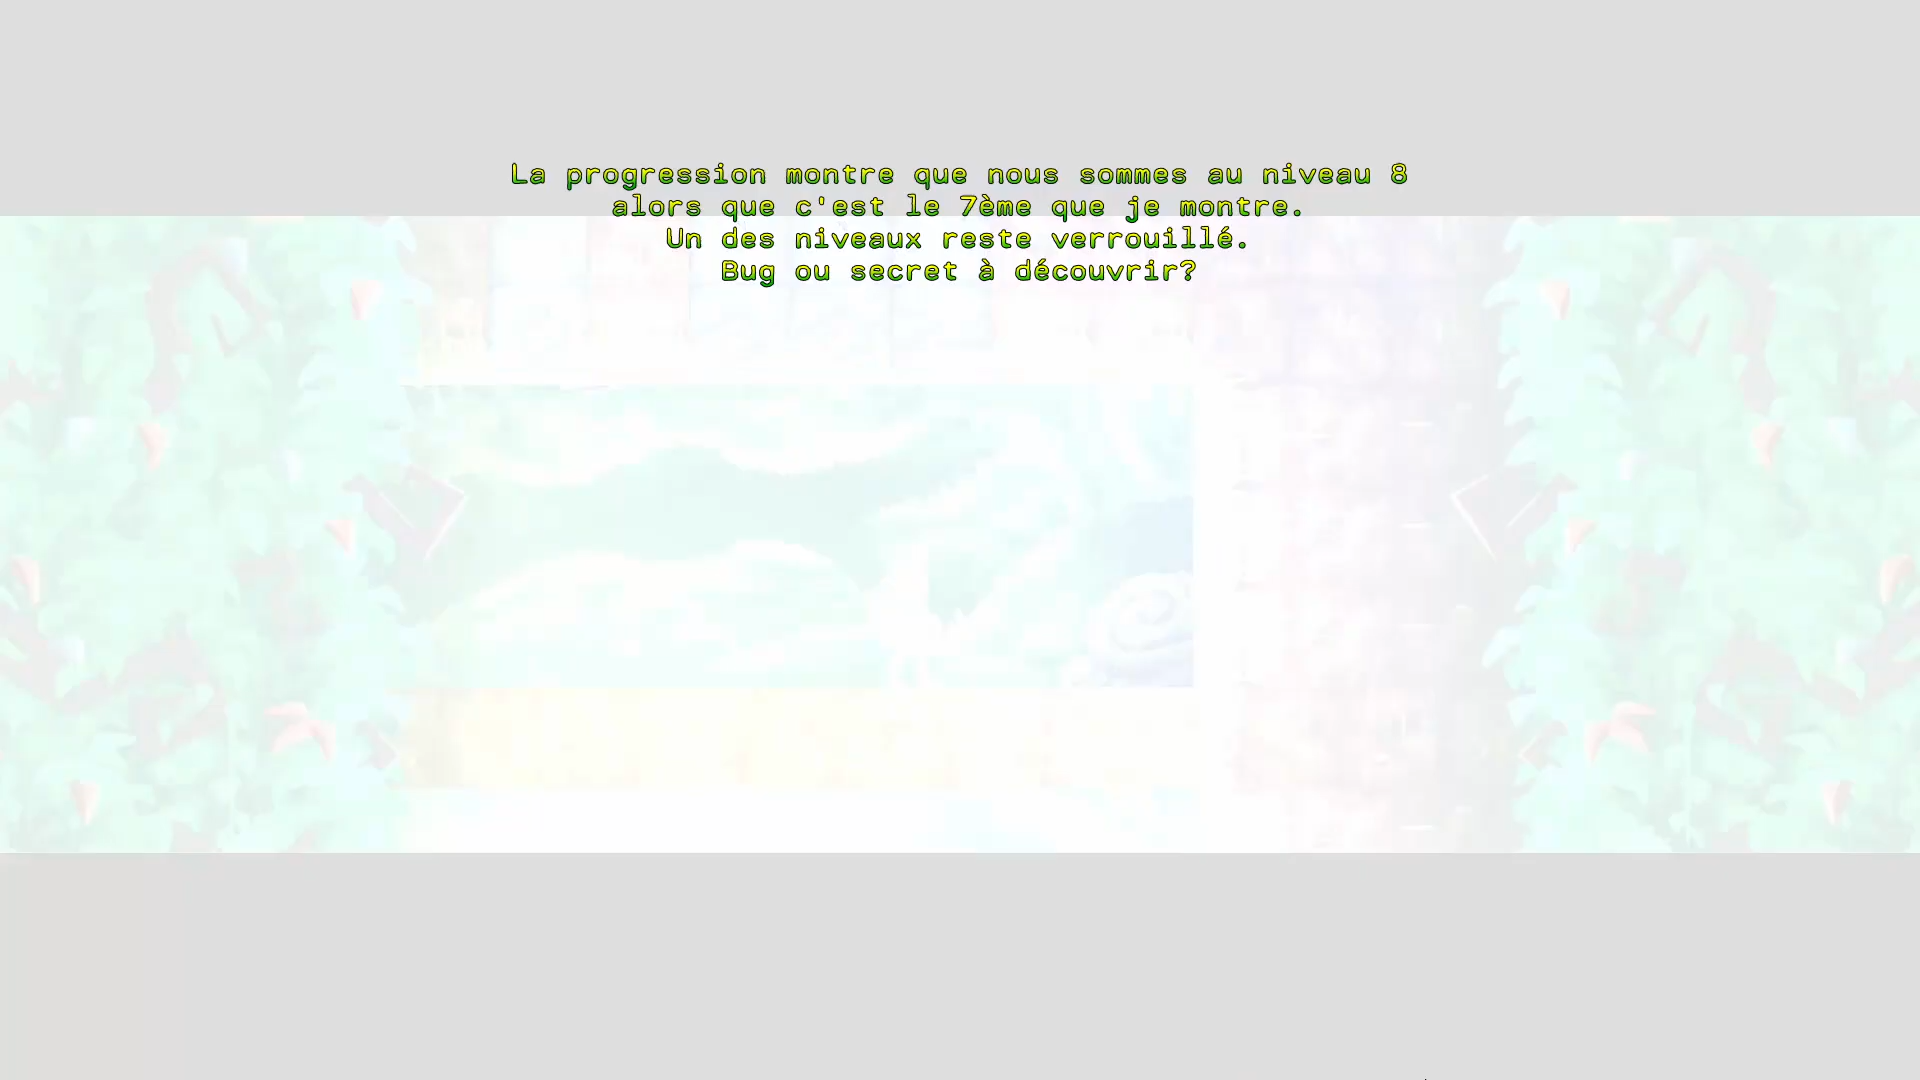 La progression montre que nous sommes au niveau 8
alors que c'est le 7ème que je montre.
Un des niveaux reste verrouillé.
Bug ou secret à découvrir?